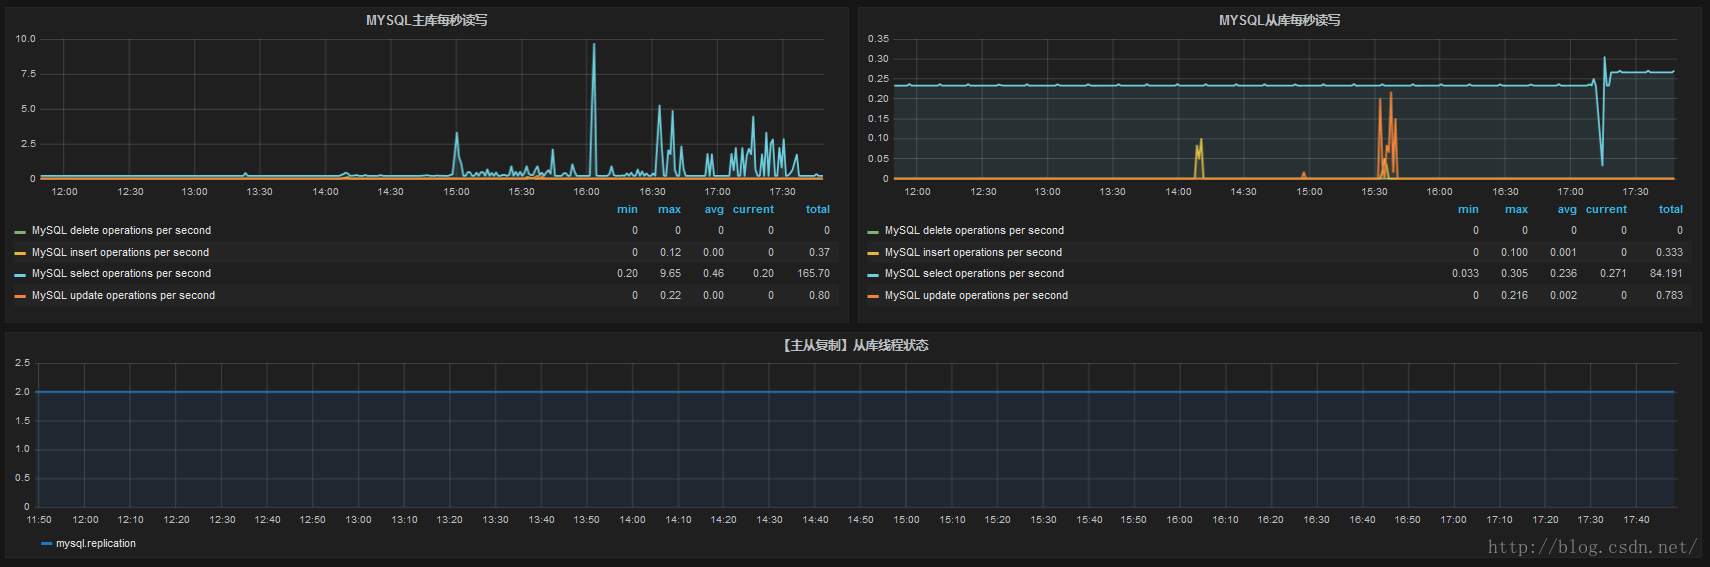 MYSQL主库每秒读写
10.0
7.5
5.0
2.5
0
12:00 12:30 13:00 13:30 14:00 14:30 15:00 15:30 16:00 16:30 17:00 17:30
min max avg current total
MySQL delete operations per second 0 0 0 0 0
MySQL insert operations per second 0 0.12 0.00 0 0.37
MySQL select operations per second 0.20 9.65 0.46 0.20 165.70
MySQL update operations per second 0 0.22 0.00 0 0.80
MYSQL从库每秒读写
0.35
0.30
0.25
0.20
0.15
0.10
0.05
0
12:00 12:30 13:00 13:30 14:00 14:30 15:00 15:30 16:00 16:30 17:00 17:30
min max avg current total
MySQL delete operations per second 0 0 0 0 0
MySQL insert operations per second 0 0.100 0.001 0 0.333
MySQL select operations per second 0.033 0.305 0.236 0.271 84.191
MySQL update operations per second 0 0.216 0.002 0 0.783
【主从复制】从库线程状态
2.5
2.0
1.5
1.0
0.5
0
11:50 12:00 12:10 12:20 12:30 12:40 12:50 13:00 13:10 13:20 13:30 13:40 13:50 14:00 14:10 14:20 14:30 14:40 14:50 15:00 15:10 15:20 15:30 15:40 15:50 16:00 16:10 16:20 16:30 16:40 16:50 17:00 17:10 17:20 17:30 17:40
mysql.replication
http://blog.csdn.net/